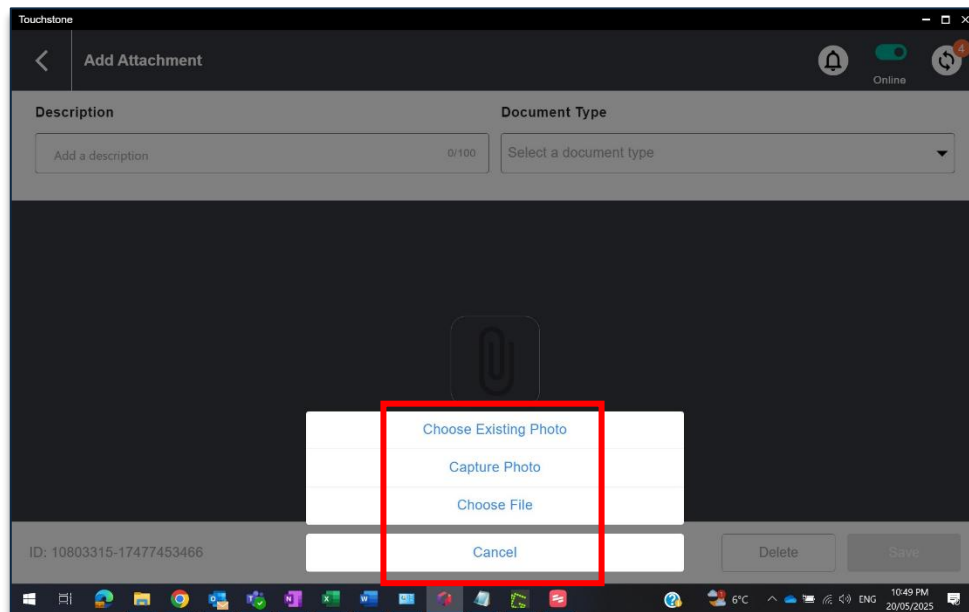 Touchstone
Add Attachment
4
Online
Description
Document Type
Add a description
0/100
Select a document type
Choose Existing Photo
Capture Photo
Choose File
Cancel
ID: 10803315-17477453466
Delete
Save
6°C
ENG
10:49 PM
20/05/2025